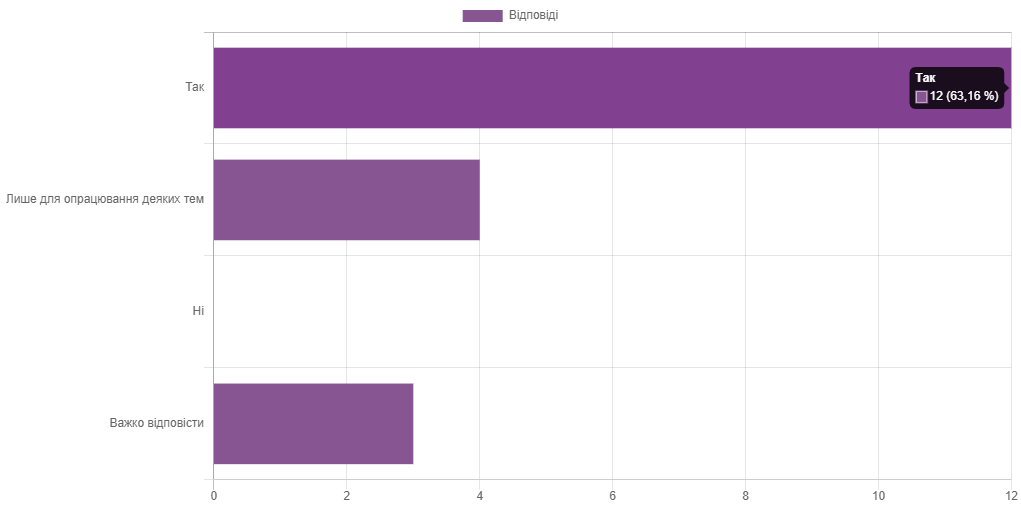 Відповіді
Так
Так
12 (63,16 %)
Лише для опрацювання деяких тем
Ні
Важко відповісти
0 2 4 6 8 10 12